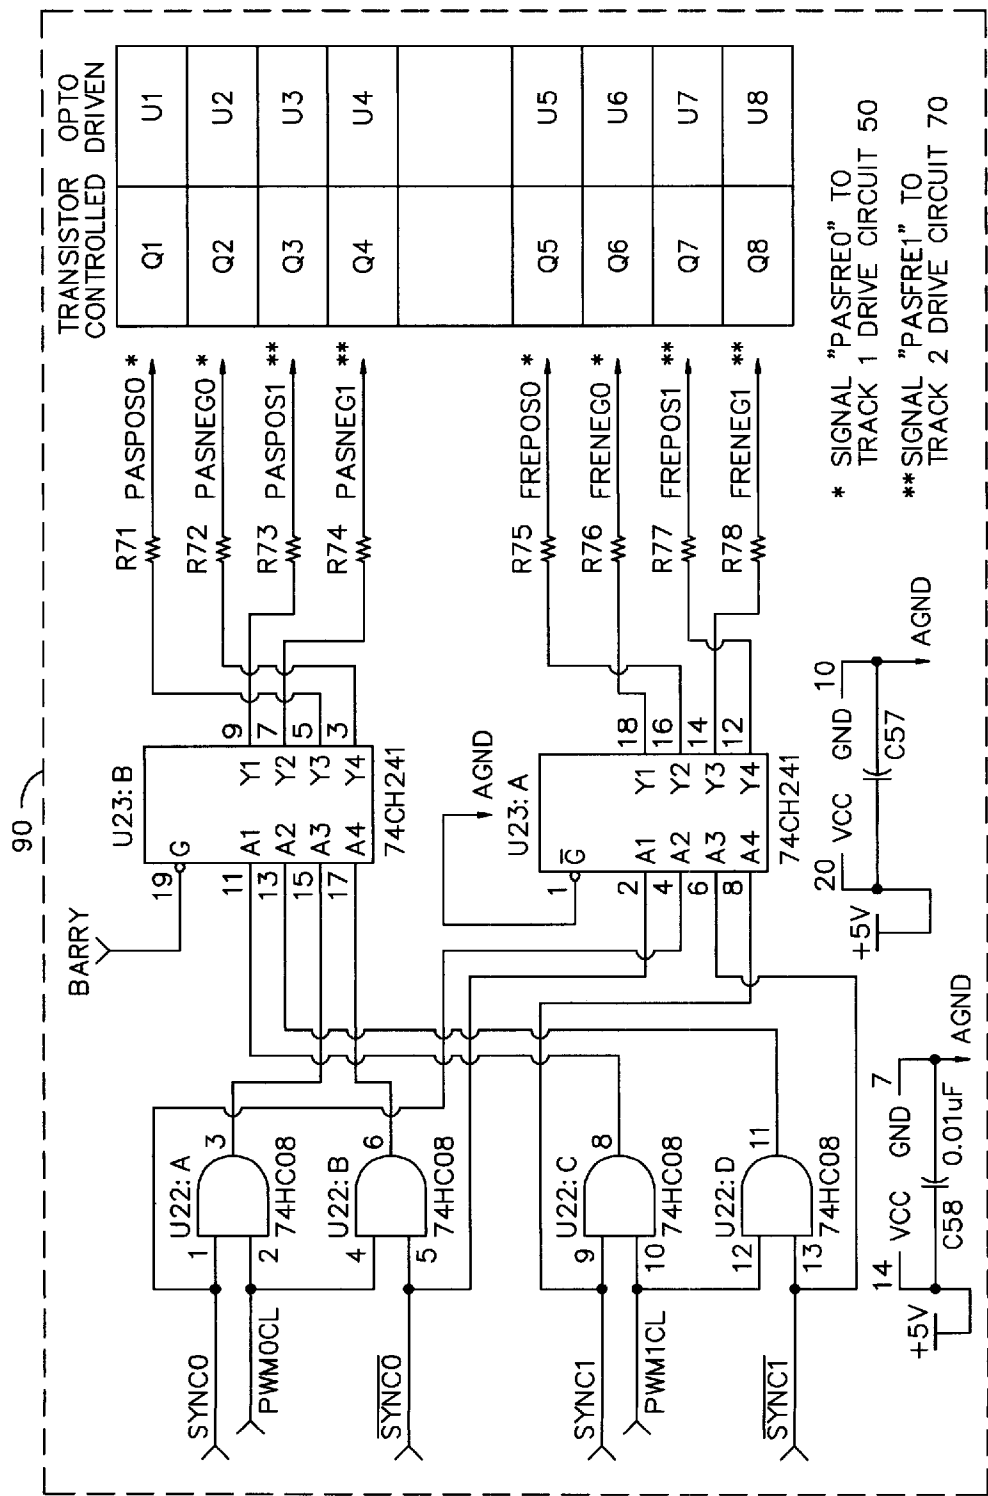 90
TRANSISTOR CONTROLLED
OPTO DRIVEN
Q1 U1
Q2 U2
Q3 U3
Q4 U4
Q5 U5
Q6 U6
Q7 U7
Q8 U8
R71 PASPOS0 *
R72 PASNEG0 *
R73 PASPOS1 **
R74 PASNEG1 **
R75 FREPOS0 *
R76 FRENEG0 *
R77 FREPOS1 **
R78 FRENEG1 **
BARRY
U23: B
19 G
11 A1 Y1 9
13 A2 Y2 7
15 A3 Y3 5
17 A4 Y4 3
74CH241
AGND
U23: A
1 G̅
2 A1 Y1 18
4 A2 Y2 16
6 A3 Y3 14
8 A4 Y4 12
74CH241
SYNC0
PWM0CL
S̅Y̅N̅C̅0̅
SYNC1
PWM1CL
S̅Y̅N̅C̅1̅
U22: A
1
2
3
74HC08
U22: B
4
5
6
74HC08
U22: C
9
10
8
74HC08
U22: D
12
13
11
74HC08
+5V
14 VCC GND 7
C58 0.01uF
AGND
+5V
20 VCC GND 10
C57
AGND
* SIGNAL "PASFRE0" TO
TRACK 1 DRIVE CIRCUIT 50
** SIGNAL "PASFRE1" TO
TRACK 2 DRIVE CIRCUIT 70